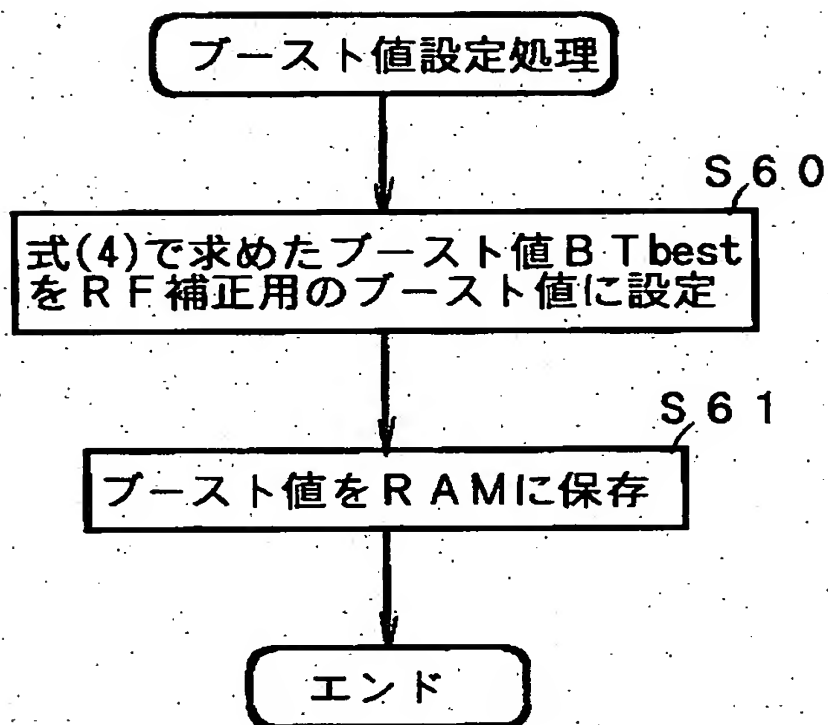 ブースト値設定処理
S60
式(4)で求めたブースト値BTbest
をRF補正用のブースト値に設定
S61
ブースト値をRAMに保存
エンド